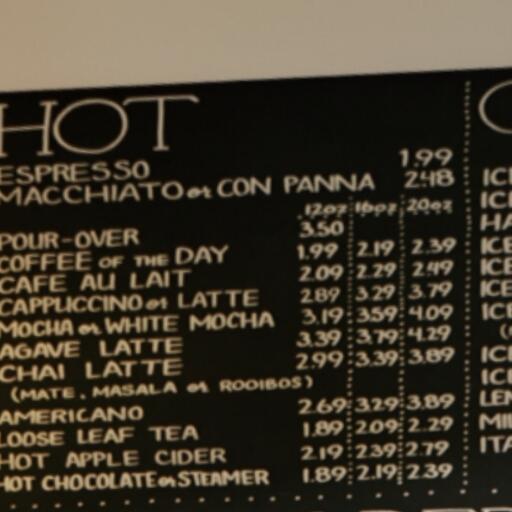 HOT
ESPRESSO 1.99
MACCHIATO or CON PANNA 2.48
12oz 16oz 20oz
POUR-OVER 3.50
COFFEE OF THE DAY 1.99 2.19 2.39
CAFE AU LAIT 2.09 2.29 2.49
CAPPUCCINO or LATTE 2.89 3.29 3.79
MOCHA or WHITE MOCHA 3.19 3.59 4.09
AGAVE LATTE 3.39 3.79 4.29
CHAI LATTE 2.99 3.39 3.89
(MATE, MASALA or ROOIBOS)
AMERICANO 2.69 3.29 3.89
LOOSE LEAF TEA 1.89 2.09 2.29
HOT APPLE CIDER 2.19 2.39 2.79
HOT CHOCOLATE or STEAMER 1.89 2.19 2.39
ICE
ICE
HA
ICE
ICE
ICE
ICE
ICE
ICE
LEM
MIL
ITA